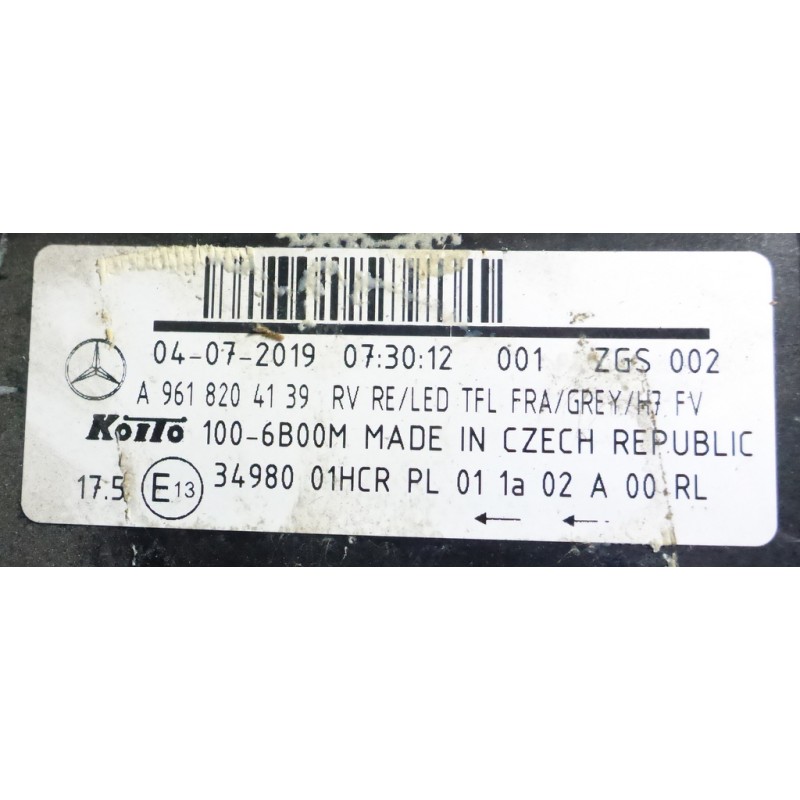 04-07-2019 07:30:12 001 ZGS 002
A 961 820 41 39 RV RE/LED TFL FRA/GREY/H7 FV
KOITO 100-6B00M MADE IN CZECH REPUBLIC
17.5 E13 34980 01HCR PL 01 1a 02 A 00 RL